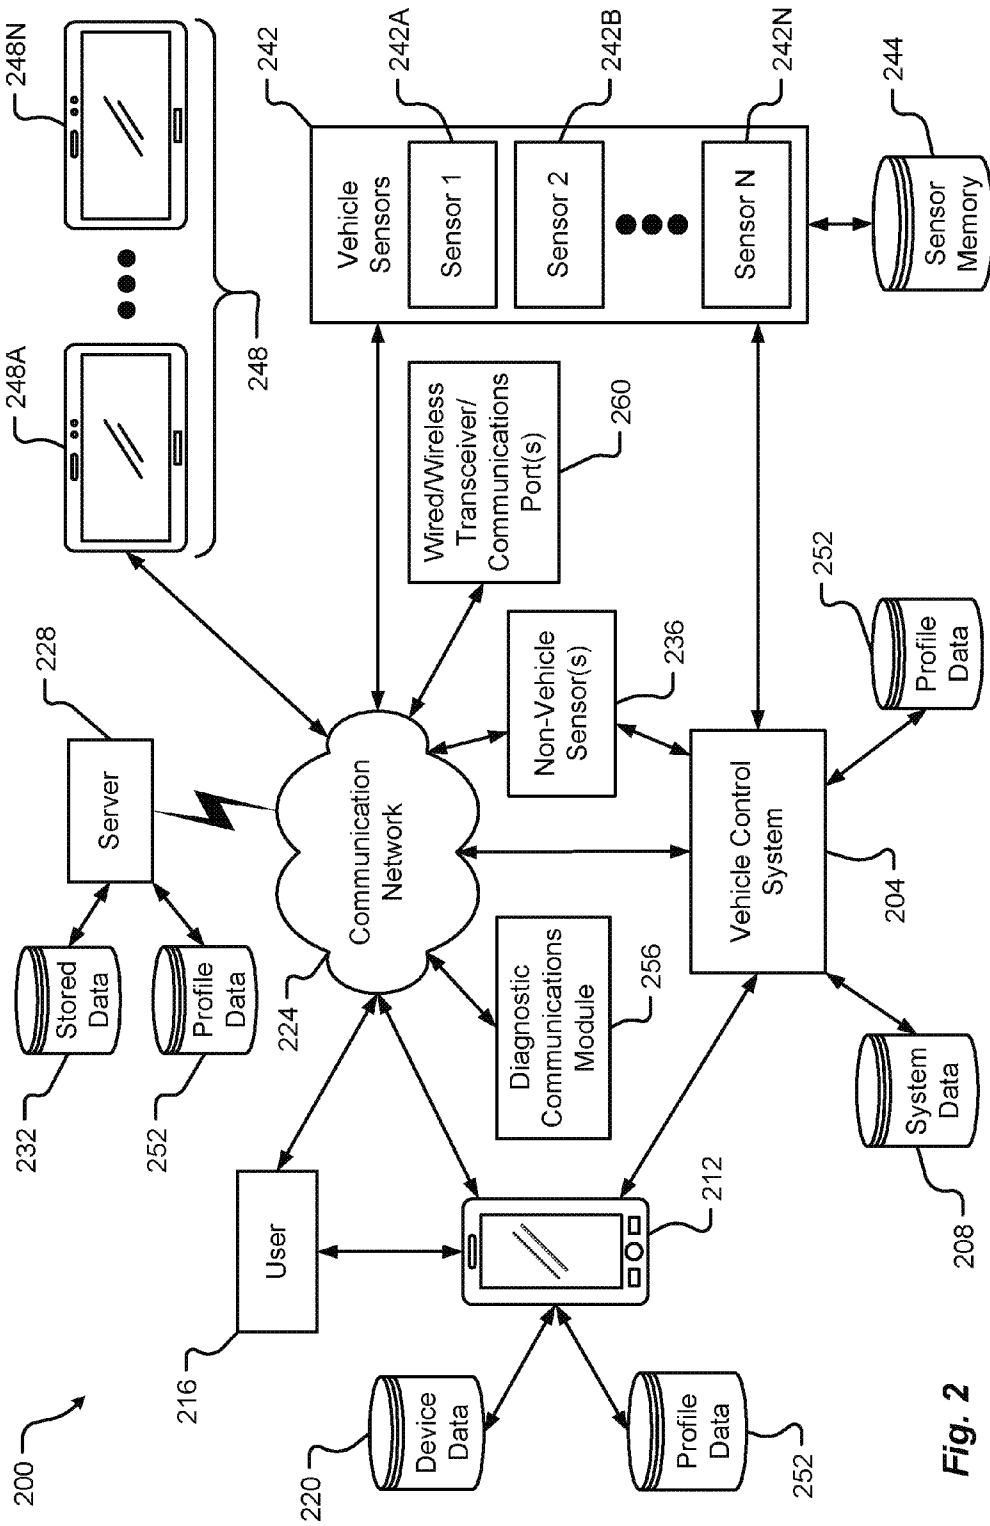 200
216
User
220
Device
Data
Profile
Data
252
212
232
Stored
Data
252
Profile
Data
Server
228
224
Communication
Network
Diagnostic
Communications
Module
256
Non-Vehicle
Sensor(s)
236
Wired/Wireless
Transceiver/
Communications
Port(s)
260
248A
248N
248
242
Vehicle
Sensors
242A
Sensor 1
242B
Sensor 2
242N
Sensor N
244
Sensor
Memory
Vehicle Control
System
204
System
Data
208
Profile
Data
252
Fig. 2